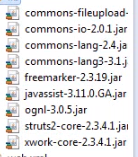 commons-fileupload-
commons-io-2.0.1.jar
commons-lang-2.4.jar
commons-lang3-3.1.j
freemarker-2.3.19.jar
javassist-3.11.0.GA.jar
ognl-3.0.5.jar
struts2-core-2.3.4.1.jar
xwork-core-2.3.4.1.jar